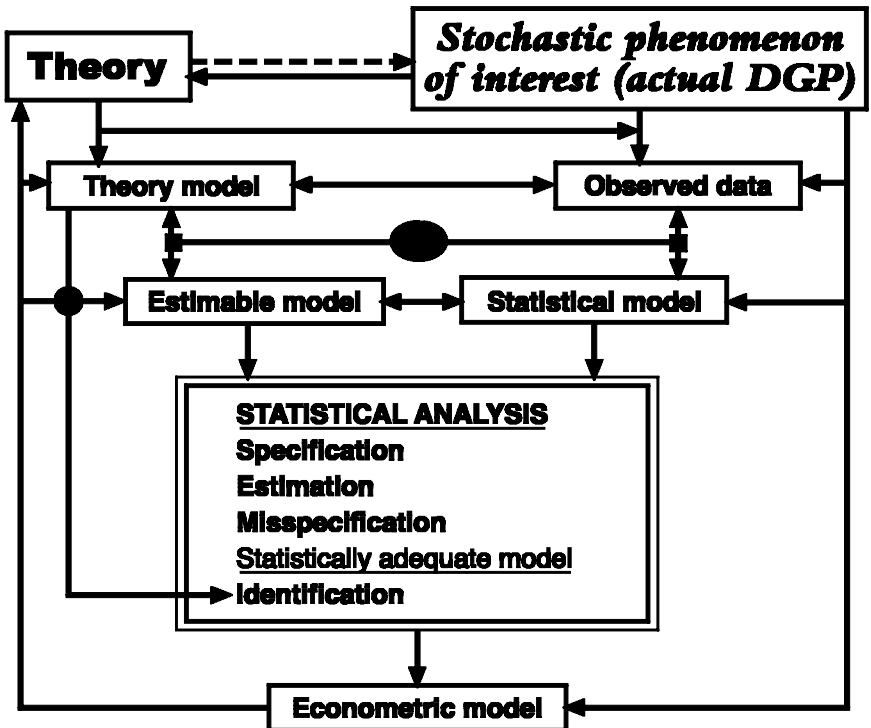 Theory
Stochastic phenomenon
of interest (actual DGP)
Theory model
Observed data
Estimable model
Statistical model
STATISTICAL ANALYSIS
Specification
Estimation
Misspecification
Statistically adequate model
Identification
Econometric model